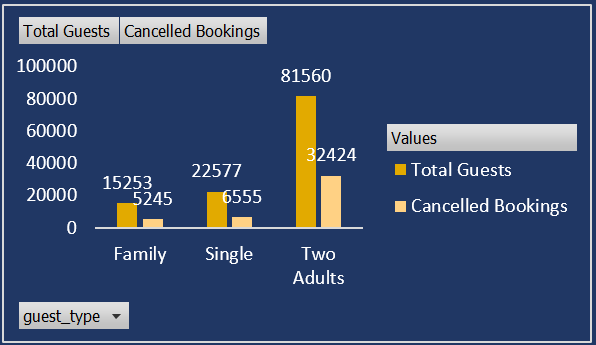 Total Guests Cancelled Bookings
100000
80000
60000
40000
20000
0
15253
5245
22577
6555
81560
32424
Family
Single
Two
Adults
Values
Total Guests
Cancelled Bookings
guest_type